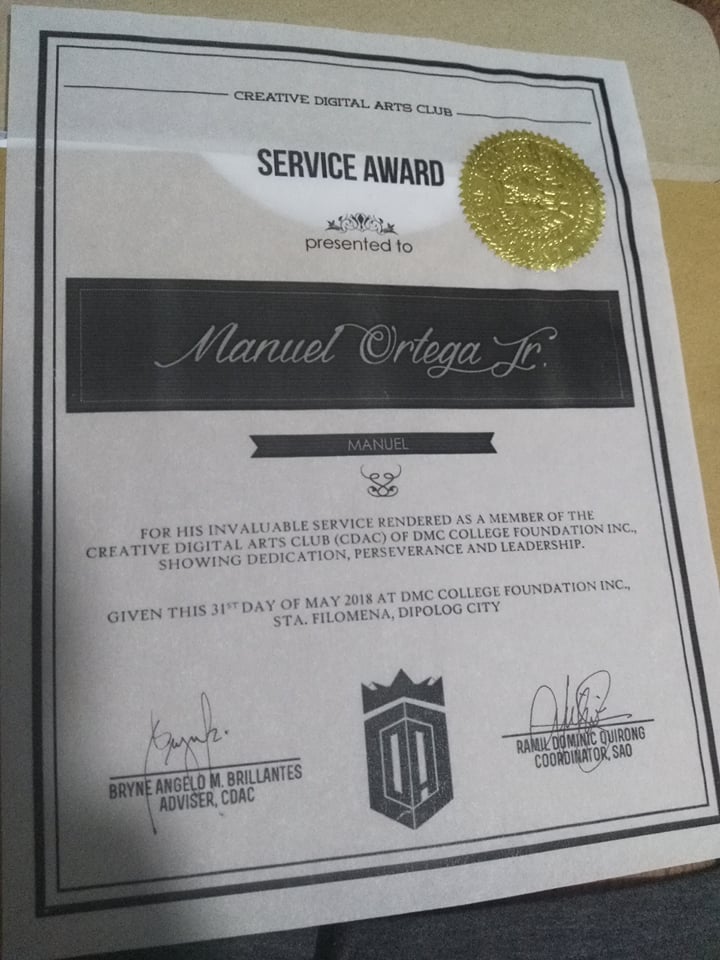 CREATIVE DIGITAL ARTS CLUB
SERVICE AWARD
presented to
Manuel Ortega Jr.
MANUEL
FOR HIS INVALUABLE SERVICE RENDERED AS A MEMBER OF THE
CREATIVE DIGITAL ARTS CLUB (CDAC) OF DMC COLLEGE FOUNDATION INC.,
SHOWING DEDICATION, PERSEVERANCE AND LEADERSHIP.
GIVEN THIS 31ST DAY OF MAY 2018 AT DMC COLLEGE FOUNDATION INC.,
STA. FILOMENA, DIPOLOG CITY
BRYNE ANGELO M. BRILLANTES
ADVISER, CDAC
RAMIL DOMINIC QUIRONG
COORDINATOR, SAO